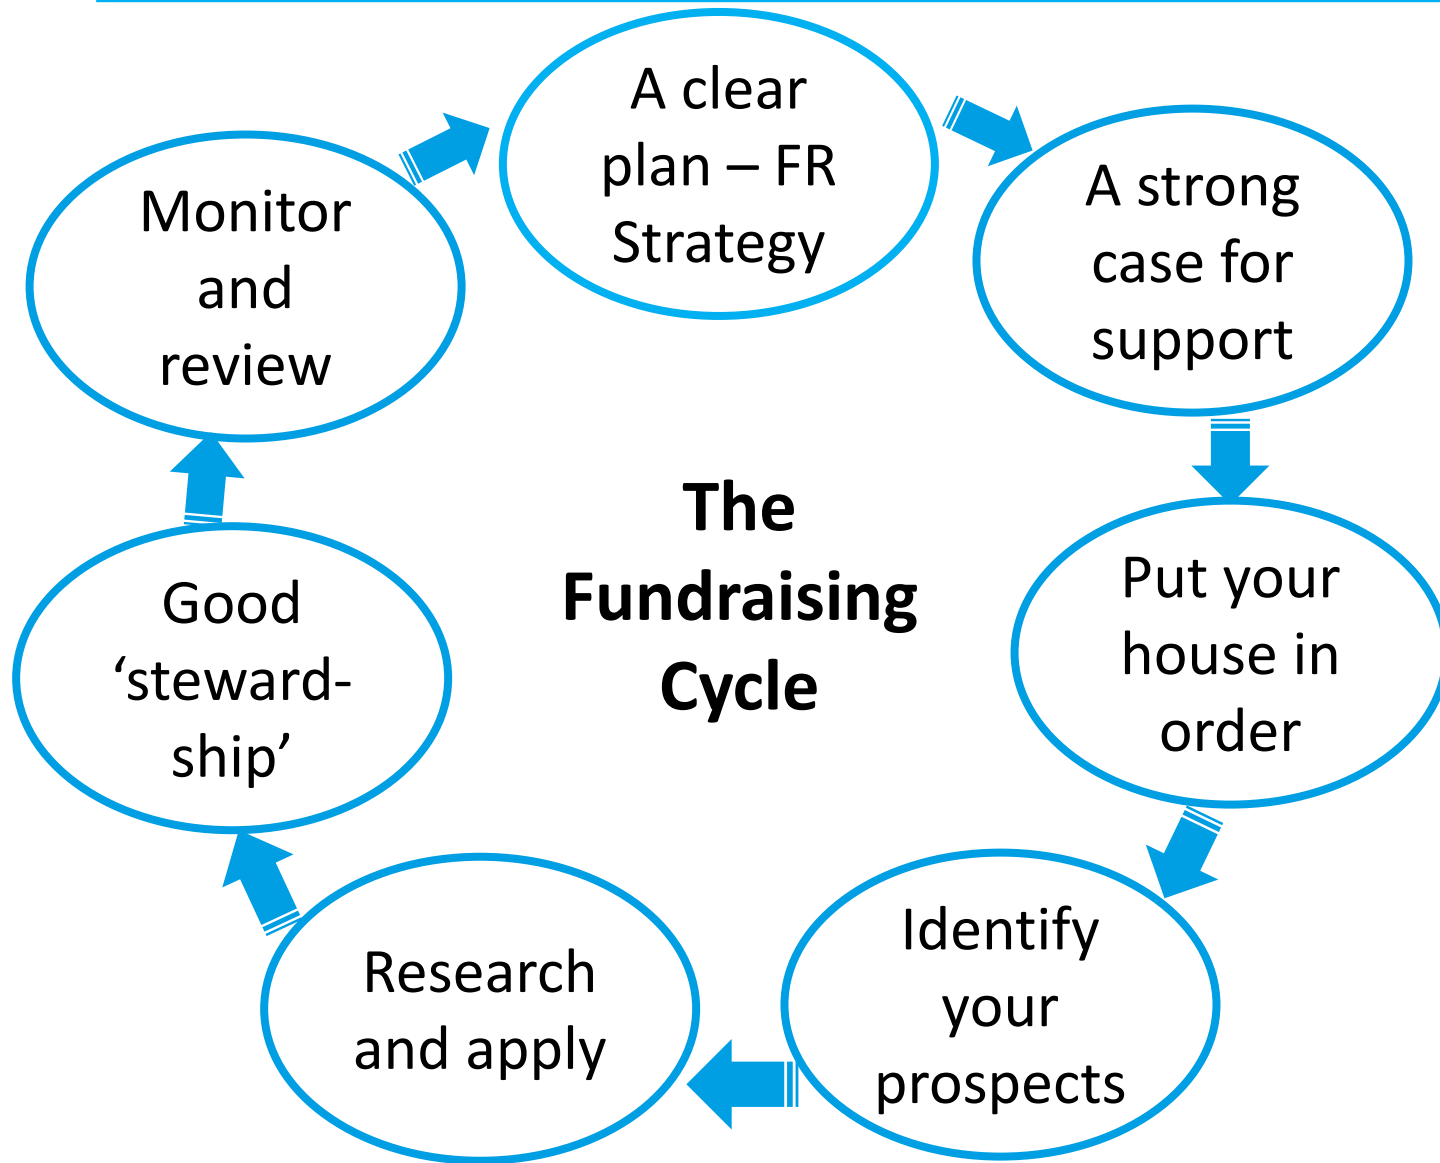 A clear
plan – FR
Strategy
A strong
case for
support
Put your
house in
order
Identify
your
prospects
Research
and apply
Good
‘steward-
ship’
Monitor
and
review
The
Fundraising
Cycle